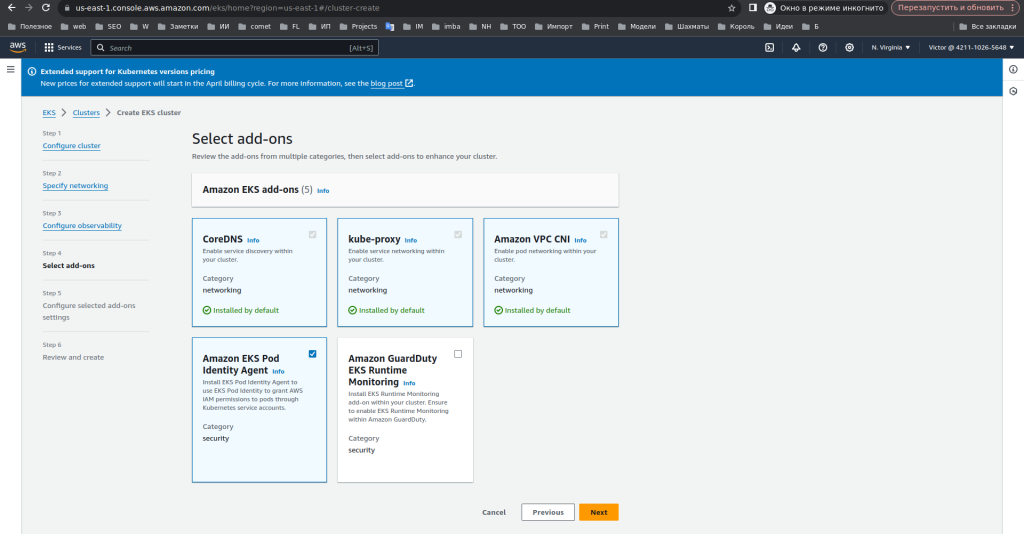 us-east-1.console.aws.amazon.com/eks/home?region=us-east-1#/cluster-create
Окно в режиме инкогнито
Перезапустить и обновить
Полезное web SEO W Заметки ИИ comet FL ИП Projects IM imba NH ТОО Импорт Print Модели Шахматы Король Идеи Б Все закладки
aws Services Search [Alt+S] N. Virginia Victor @ 4211-1026-5648
Extended support for Kubernetes versions pricing
New prices for extended support will start in the April billing cycle. For more information, see the blog post.
EKS Clusters Create EKS cluster
Step 1
Configure cluster
Step 2
Specify networking
Step 3
Configure observability
Step 4
Select add-ons
Step 5
Configure selected add-ons
settings
Step 6
Review and create
Select add-ons
Review the add-ons from multiple categories, then select add-ons to enhance your cluster.
Amazon EKS add-ons (5) Info
CoreDNS Info
Enable service discovery within
your cluster.
Category
networking
Installed by default
kube-proxy Info
Enable service networking within
your cluster.
Category
networking
Installed by default
Amazon VPC CNI Info
Enable pod networking within your
cluster.
Category
networking
Installed by default
Amazon EKS Pod
Identity Agent Info
Install EKS Pod Identity Agent to
use EKS Pod Identity to grant AWS
IAM permissions to pods through
Kubernetes service accounts.
Category
security
Amazon GuardDuty
EKS Runtime
Monitoring Info
Install EKS Runtime Monitoring
add-on within your cluster. Ensure
to enable EKS Runtime Monitoring
within Amazon GuardDuty.
Category
security
Cancel Previous Next